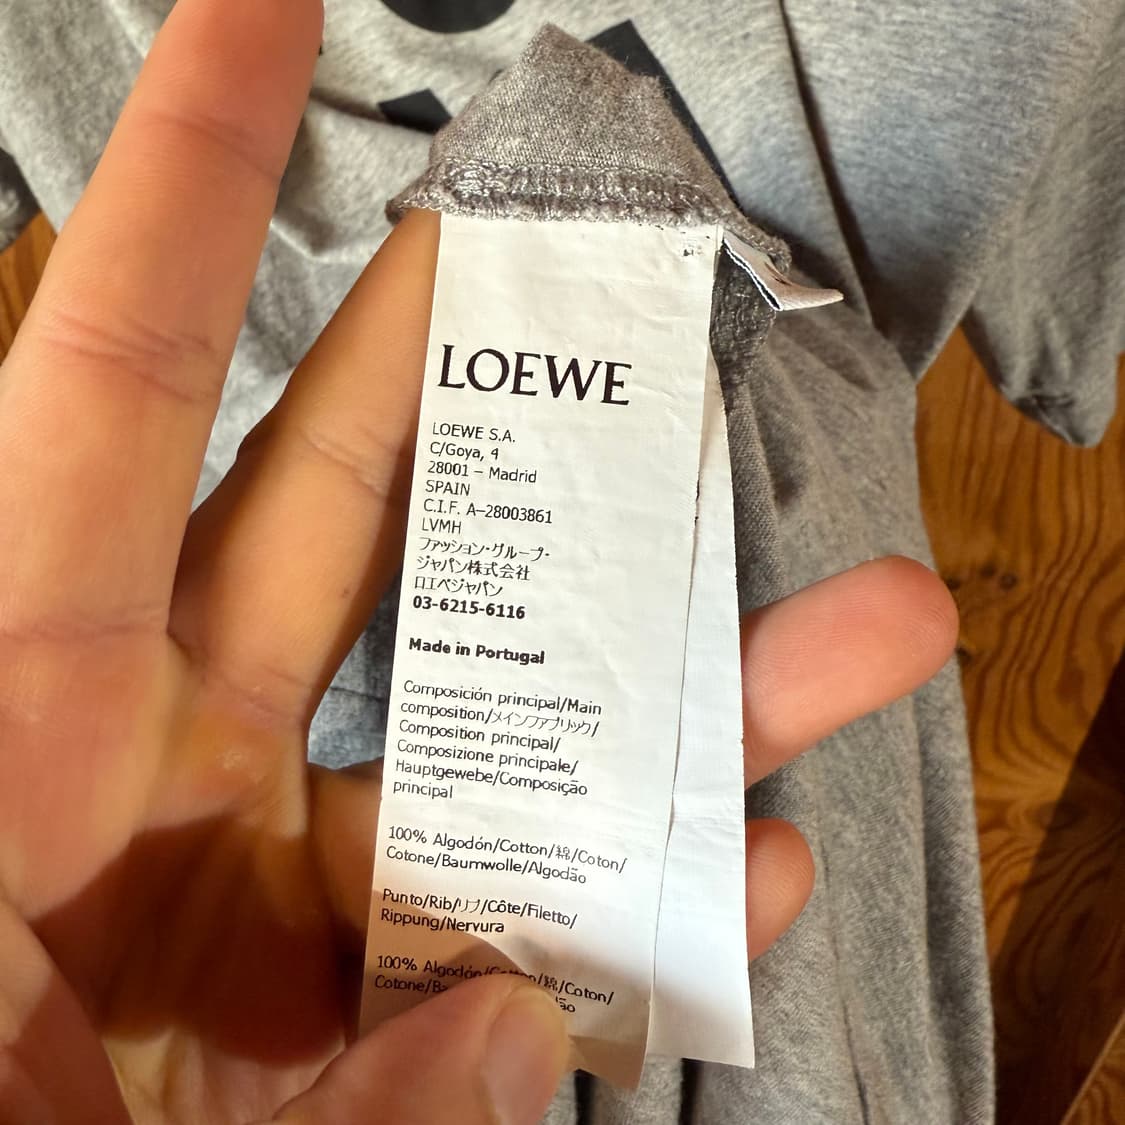 LOEWE
LOEWE S.A.
C/Goya, 4
28001 – Madrid
SPAIN
C.I.F. A–28003861
LVMH
ファッション・グループ・
ジャパン株式会社
ロエベジャパン
03-6215-6116
Made in Portugal
Composición principal/Main
composition/メインファブリック/
Composition principal/
Composizione principale/
Hauptgewebe/Composição
principal
100% Algodón/Cotton/綿/Coton/
Cotone/Baumwolle/Algodão
Punto/Rib/リブ/Côte/Filetto/
Rippung/Nervura
100% Algodón/Cotton/綿/Coton/
Cotone/